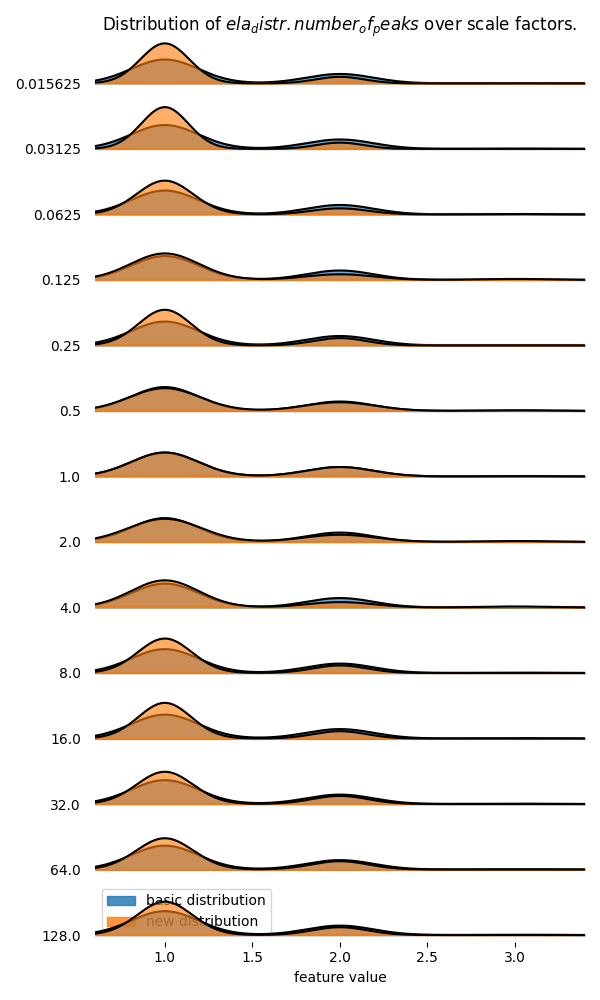 Distribution of ela_distr.number_of_peaks over scale factors.
0.015625
0.03125
0.0625
0.125
0.25
0.5
1.0
2.0
4.0
8.0
16.0
32.0
64.0
basic distribution
new distribution
128.0
1.0 1.5 2.0 2.5 3.0
feature value